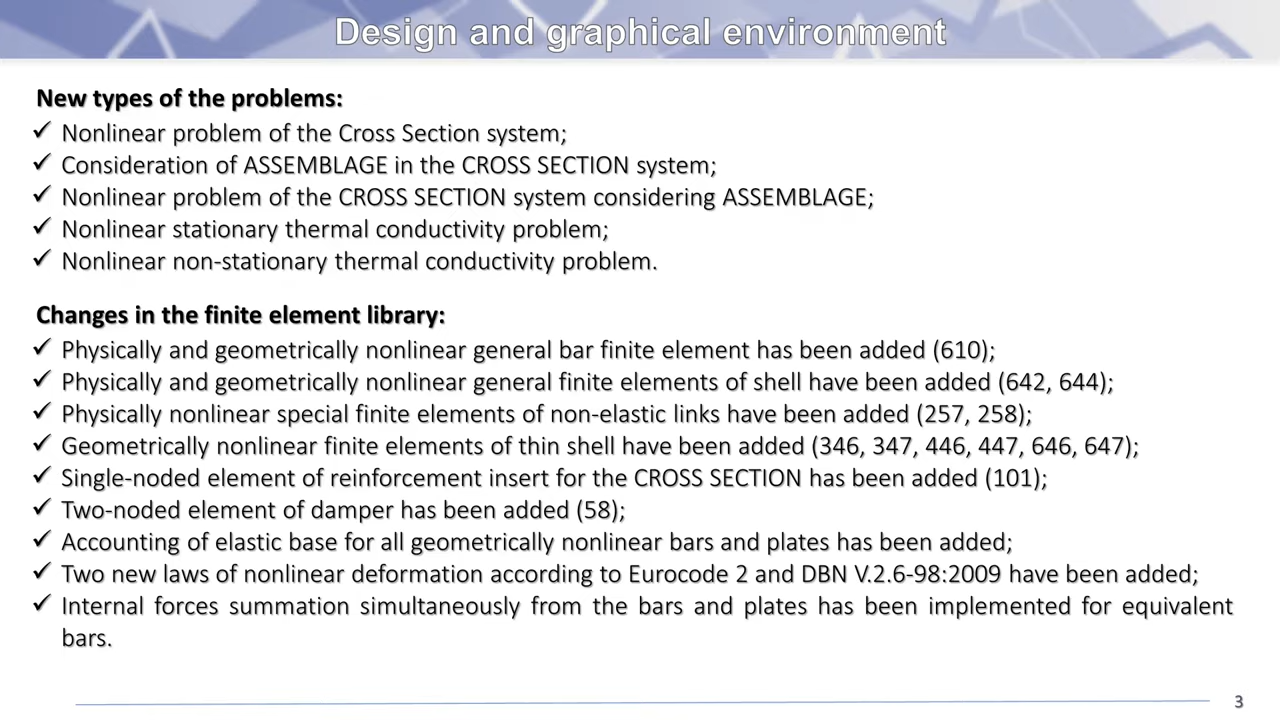 Design and graphical environment
New types of the problems:
✓ Nonlinear problem of the Cross Section system;
✓ Consideration of ASSEMBLAGE in the CROSS SECTION system;
✓ Nonlinear problem of the CROSS SECTION system considering ASSEMBLAGE;
✓ Nonlinear stationary thermal conductivity problem;
✓ Nonlinear non-stationary thermal conductivity problem.
Changes in the finite element library:
✓ Physically and geometrically nonlinear general bar finite element has been added (610);
✓ Physically and geometrically nonlinear general finite elements of shell have been added (642, 644);
✓ Physically nonlinear special finite elements of non-elastic links have been added (257, 258);
✓ Geometrically nonlinear finite elements of thin shell have been added (346, 347, 446, 447, 646, 647);
✓ Single-noded element of reinforcement insert for the CROSS SECTION has been added (101);
✓ Two-noded element of damper has been added (58);
✓ Accounting of elastic base for all geometrically nonlinear bars and plates has been added;
✓ Two new laws of nonlinear deformation according to Eurocode 2 and DBN V.2.6-98:2009 have been added;
✓ Internal forces summation simultaneously from the bars and plates has been implemented for equivalent
bars.
3